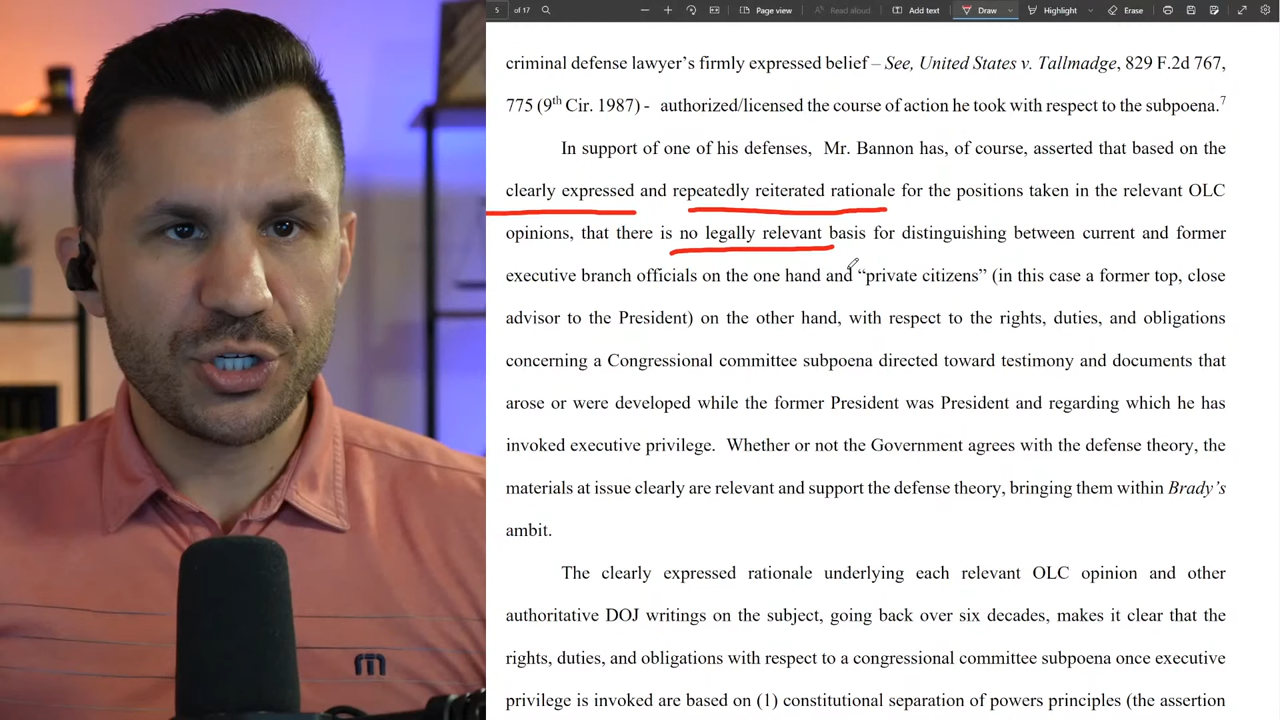 5 of 17
Page view
Read aloud
Add text
Draw
Highlight
Erase
criminal defense lawyer's firmly expressed belief – See, United States v. Tallmadge, 829 F.2d 767,
775 (9th Cir. 1987) -  authorized/licensed the course of action he took with respect to the subpoena.7
In support of one of his defenses,  Mr. Bannon has, of course, asserted that based on the
clearly expressed and repeatedly reiterated rationale for the positions taken in the relevant OLC
opinions, that there is no legally relevant basis for distinguishing between current and former
executive branch officials on the one hand and “private citizens” (in this case a former top, close
advisor to the President) on the other hand, with respect to the rights, duties, and obligations
concerning a Congressional committee subpoena directed toward testimony and documents that
arose or were developed while the former President was President and regarding which he has
invoked executive privilege.  Whether or not the Government agrees with the defense theory, the
materials at issue clearly are relevant and support the defense theory, bringing them within Brady's
ambit.
The clearly expressed rationale underlying each relevant OLC opinion and other
authoritative DOJ writings on the subject, going back over six decades, makes it clear that the
rights, duties, and obligations with respect to a congressional committee subpoena once executive
privilege is invoked are based on (1) constitutional separation of powers principles (the assertion